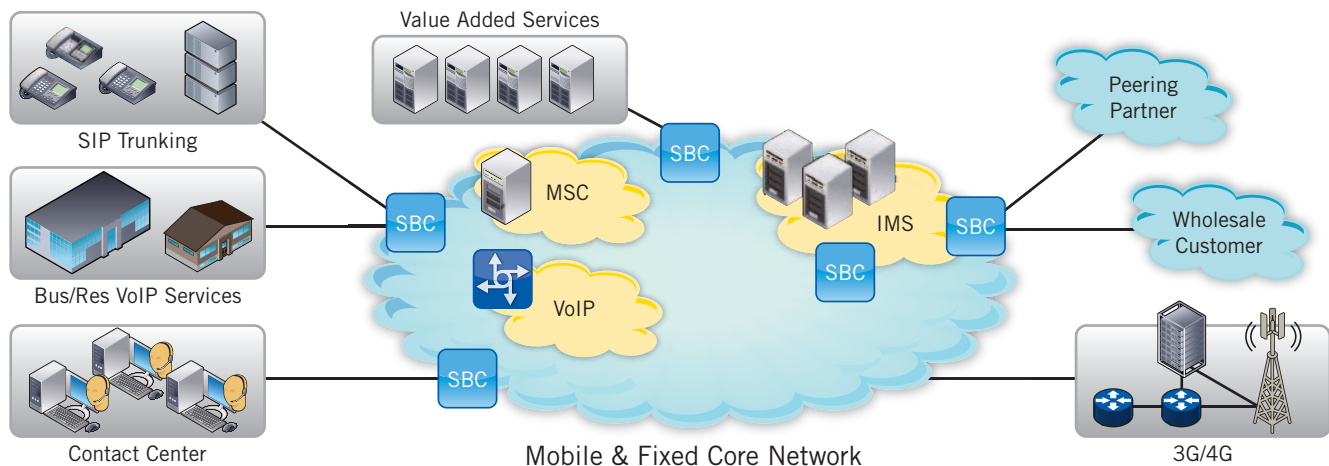 Value Added Services
SIP Trunking
Peering
Partner
SBC
MSC
SBC
IMS
SBC
Wholesale
Customer
SBC
Bus/Res VoIP Services
VoIP
SBC
Contact Center
Mobile & Fixed Core Network
3G/4G